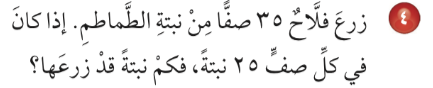 ٤ زرعَ فلَّاحٌ ٣٥ صفًّا مِنْ نبتةِ الطَّماطمِ. إذا كانَ
في كلِّ صفٍّ ٢٥ نبتةً، فكمْ نبتةً قدْ زرعَها؟